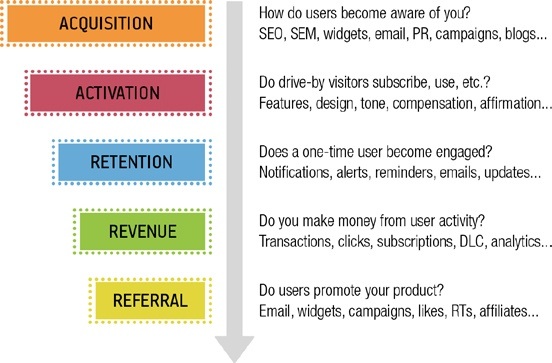 ACQUISITION
How do users become aware of you?
SEO, SEM, widgets, email, PR, campaigns, blogs...
ACTIVATION
Do drive-by visitors subscribe, use, etc.?
Features, design, tone, compensation, affirmation...
RETENTION
Does a one-time user become engaged?
Notifications, alerts, reminders, emails, updates...
REVENUE
Do you make money from user activity?
Transactions, clicks, subscriptions, DLC, analytics...
REFERRAL
Do users promote your product?
Email, widgets, campaigns, likes, RTs, affiliates...